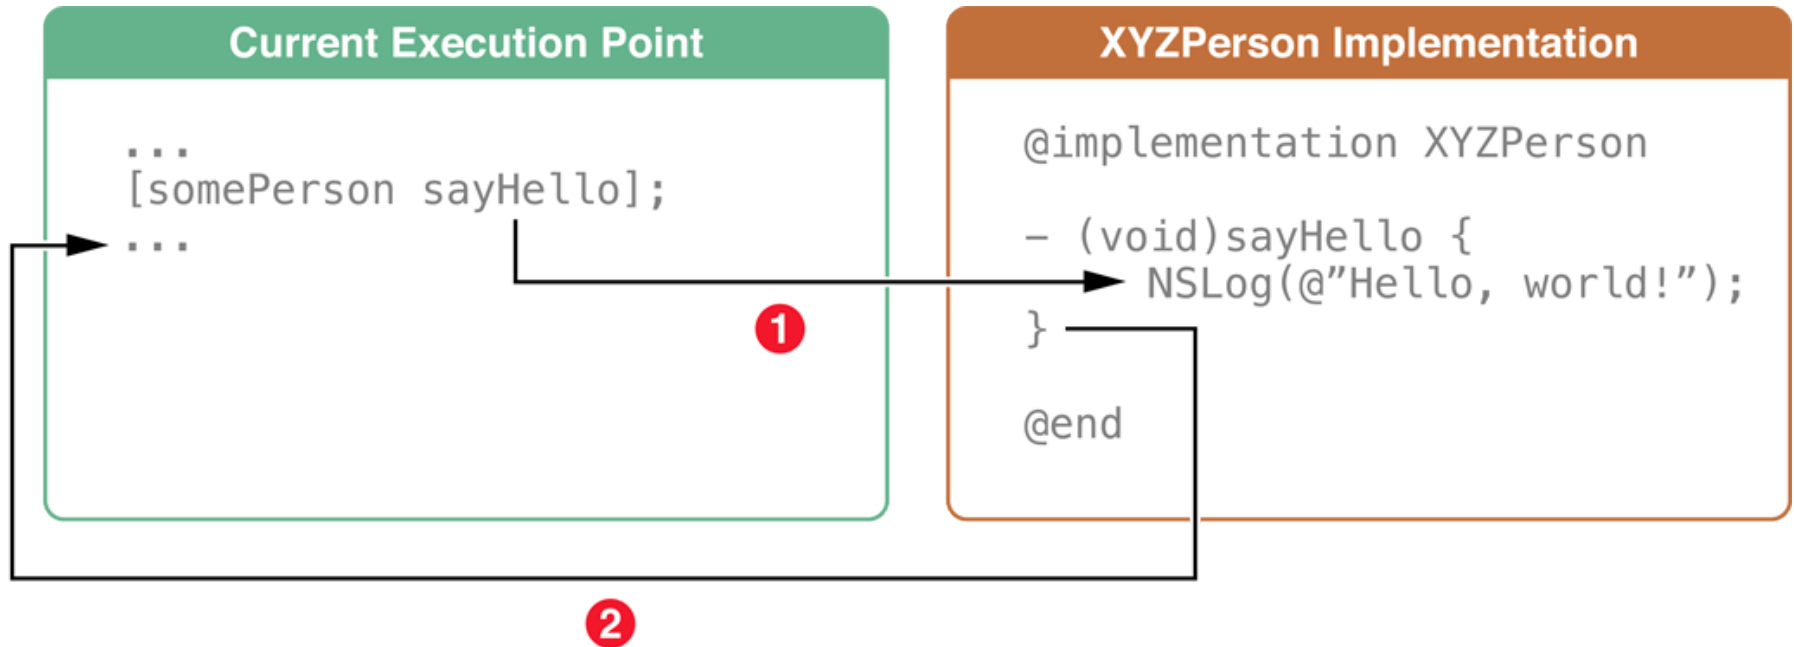 Current Execution Point
...
[somePerson sayHello];
...
XYZPerson Implementation
@implementation XYZPerson
– (void)sayHello {
NSLog(@”Hello, world!”);
}
@end
1
2